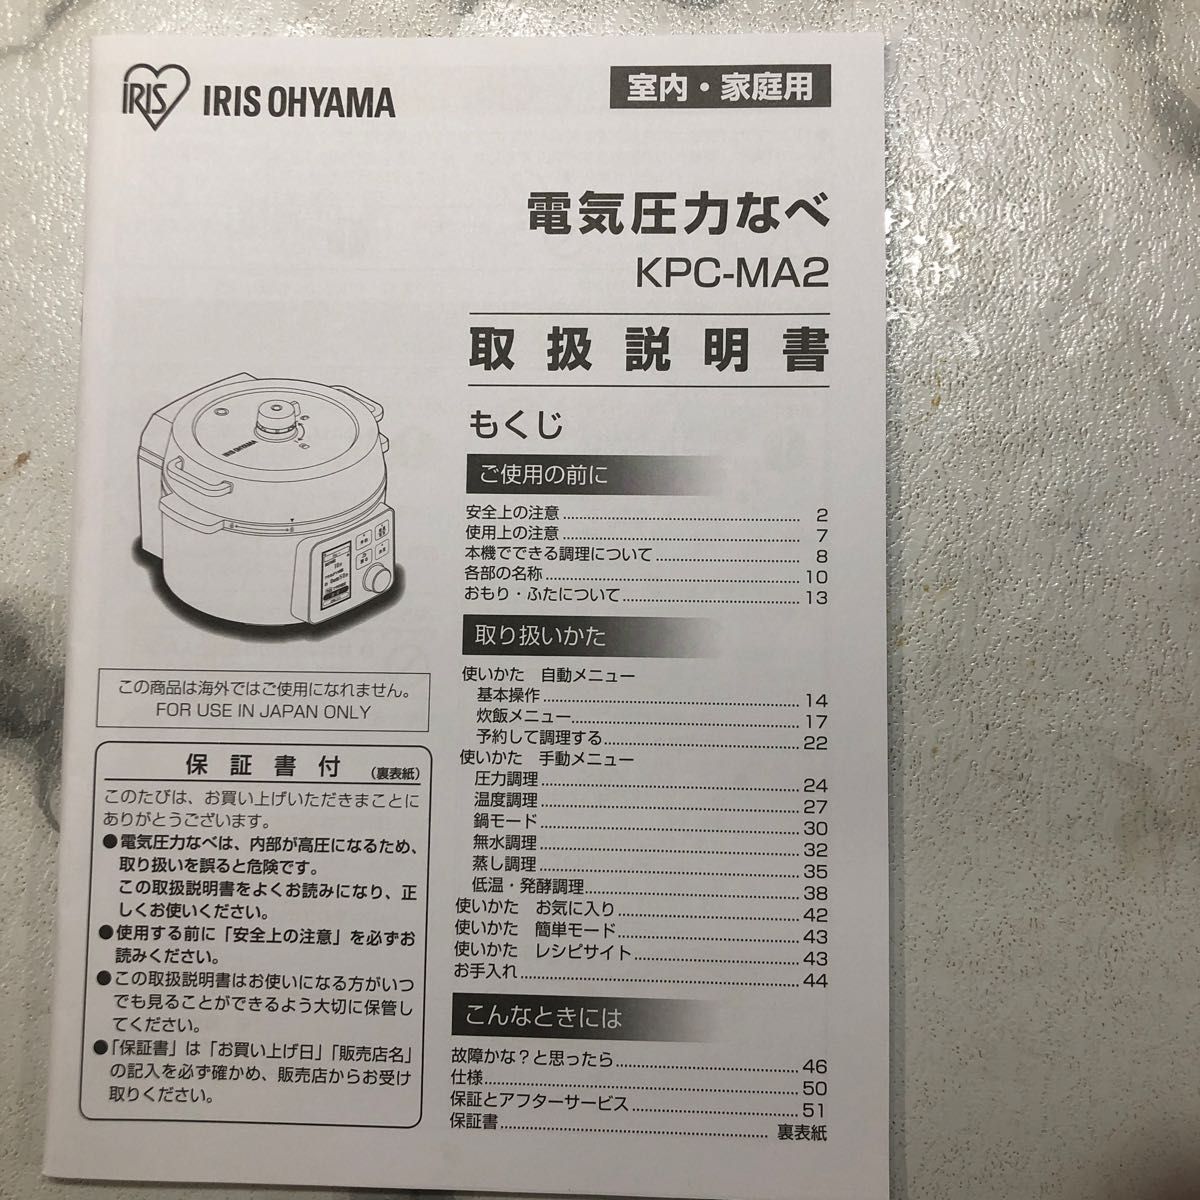 IRIS
IRIS OHYAMA
室内・家庭用
電気圧力なべ
KPC-MA2
取扱説明書
もくじ
ご使用の前に
安全上の注意 2
使用上の注意 7
本機でできる調理について 8
各部の名称 10
おもり・ふたについて 13
取り扱いかた
使いかた 自動メニュー
基本操作 14
炊飯メニュー 17
予約して調理する 22
使いかた 手動メニュー
圧力調理 24
温度調理 27
鍋モード 30
無水調理 32
蒸し調理 35
低温・発酵調理 38
使いかた お気に入り 42
使いかた 簡単モード 43
使いかた レシピサイト 43
お手入れ 44
こんなときには
故障かな？と思ったら 46
仕様 50
保証とアフターサービス 51
保証書 裏表紙
IRIS OHYAMA
この商品は海外ではご使用になれません。
FOR USE IN JAPAN ONLY
保証書付（裏表紙）
このたびは、お買い上げいただきまことに
ありがとうございます。
●電気圧力なべは、内部が高圧になるため、
取り扱いを誤ると危険です。
この取扱説明書をよくお読みになり、正
しくお使いください。
●使用する前に「安全上の注意」を必ずお
読みください。
●この取扱説明書はお使いになる方がいつ
でも見ることができるよう大切に保管し
てください。
●「保証書」は「お買い上げ日」「販売店名」
の記入を必ず確かめ、販売店からお受け
取りください。